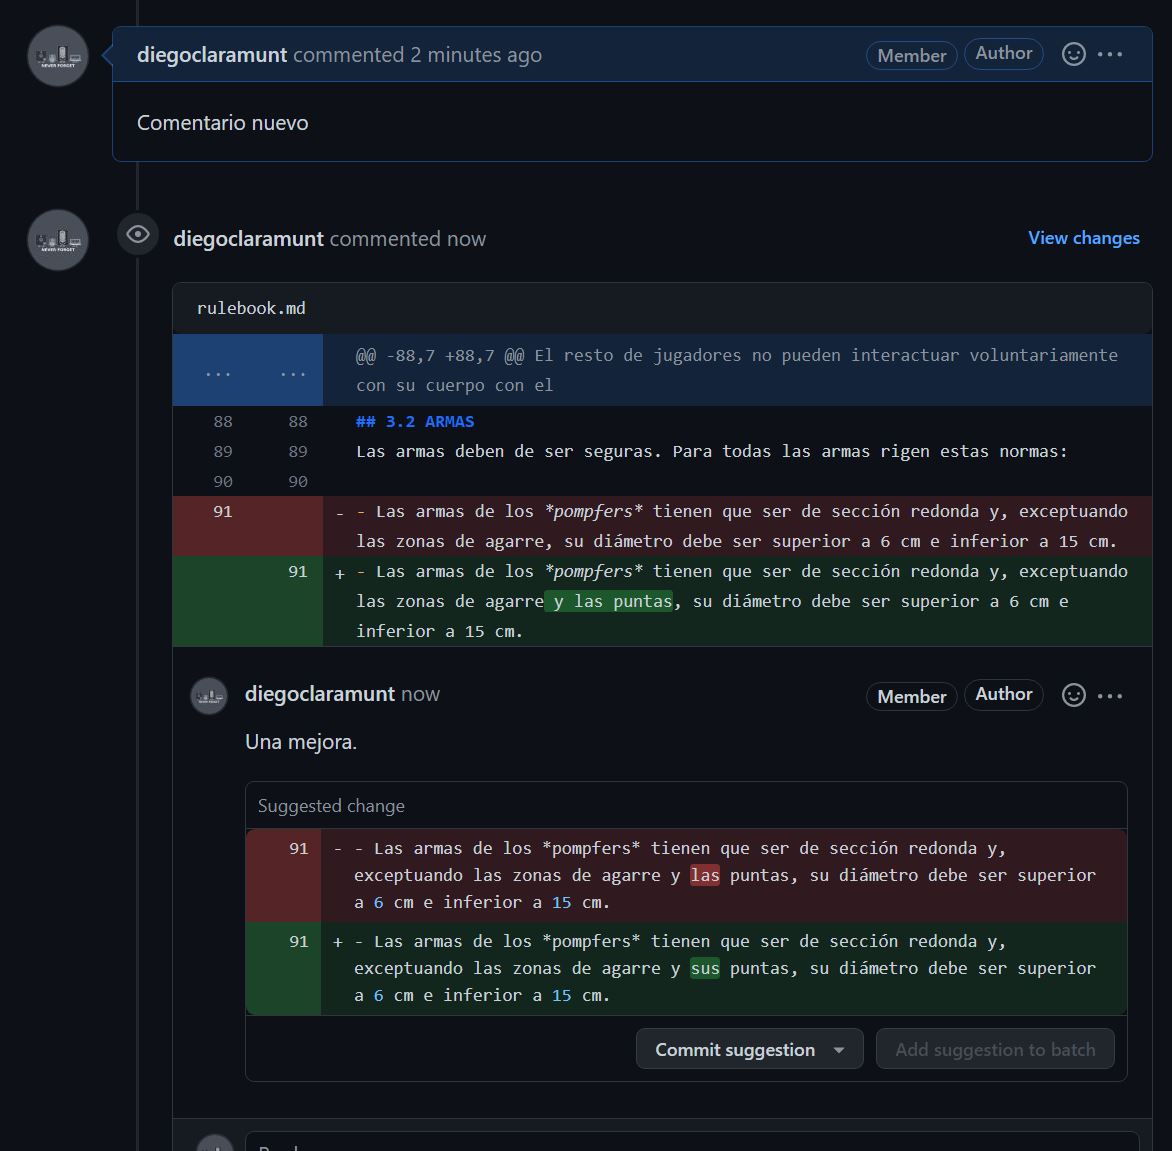 diegoclaramunt commented 2 minutes ago Member Author ...
Comentario nuevo
NEVER FORGET
diegoclaramunt commented now View changes
rulebook.md
... ... @@ -88,7 +88,7 @@ El resto de jugadores no pueden interactuar voluntariamente
con su cuerpo con el
88 88 ## 3.2 ARMAS
89 89 Las armas deben de ser seguras. Para todas las armas rigen estas normas:
90 90
91 - - Las armas de los *pompfers* tienen que ser de sección redonda y, exceptuando
las zonas de agarre, su diámetro debe ser superior a 6 cm e inferior a 15 cm.
91 + - Las armas de los *pompfers* tienen que ser de sección redonda y, exceptuando
las zonas de agarre y las puntas, su diámetro debe ser superior a 6 cm e
inferior a 15 cm.
diegoclaramunt now Member Author ...
Una mejora.
Suggested change
91 - - Las armas de los *pompfers* tienen que ser de sección redonda y,
exceptuando las zonas de agarre y las puntas, su diámetro debe ser superior
a 6 cm e inferior a 15 cm.
91 + - Las armas de los *pompfers* tienen que ser de sección redonda y,
exceptuando las zonas de agarre y sus puntas, su diámetro debe ser superior
a 6 cm e inferior a 15 cm.
Commit suggestion Add suggestion to batch